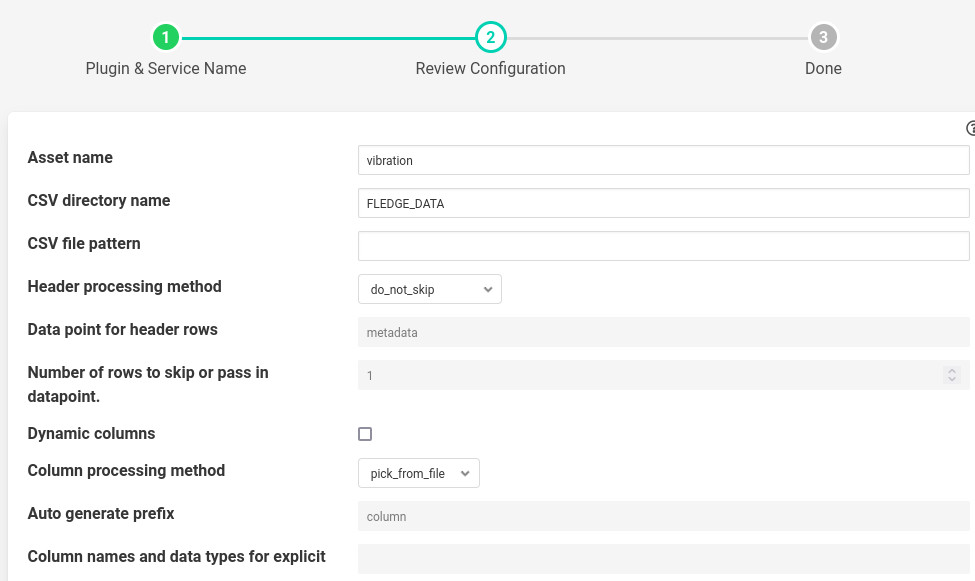 1
2
3
Plugin & Service Name
Review Configuration
Done
Asset name
vibration
CSV directory name
FLEDGE_DATA
CSV file pattern
Header processing method
do_not_skip
Data point for header rows
metadata
Number of rows to skip or pass in
datapoint.
1
Dynamic columns
Column processing method
pick_from_file
Auto generate prefix
column
Column names and data types for explicit